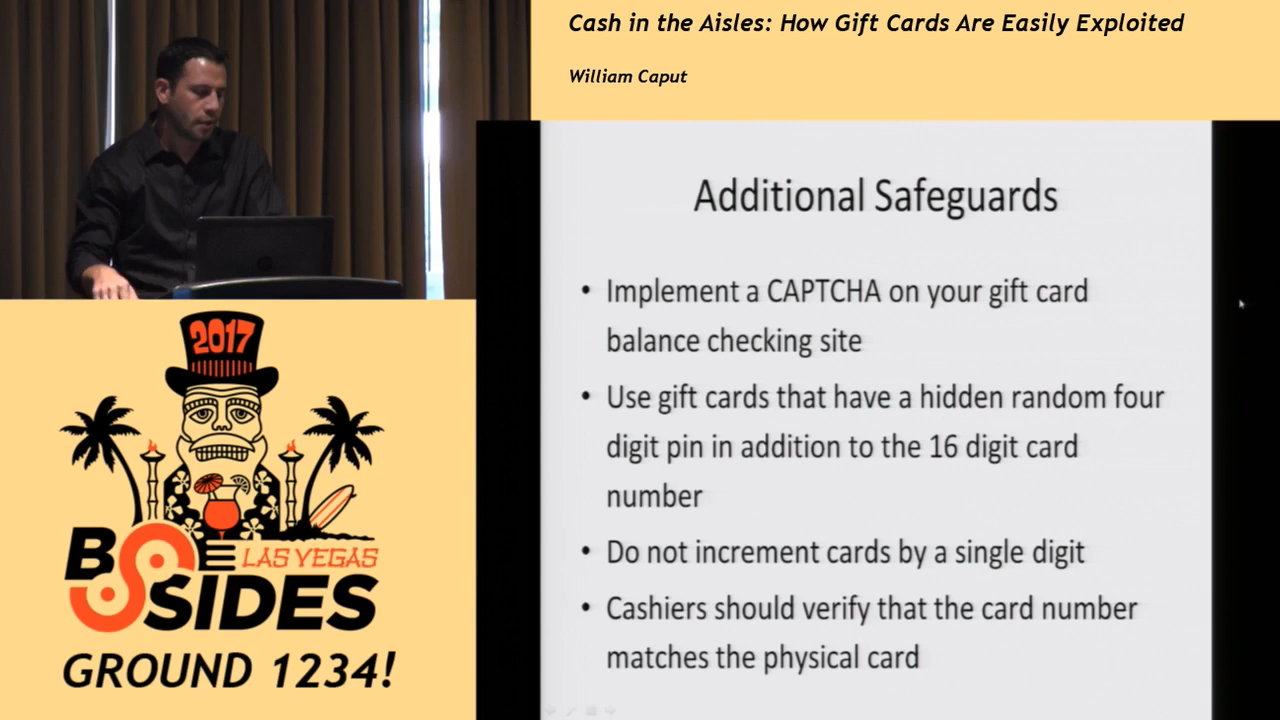 Cash in the Aisles: How Gift Cards Are Easily Exploited
William Caput
Additional Safeguards
• Implement a CAPTCHA on your gift card
balance checking site
• Use gift cards that have a hidden random four
digit pin in addition to the 16 digit card
number
• Do not increment cards by a single digit
• Cashiers should verify that the card number
matches the physical card
2017
BSIDES
LAS VEGAS
GROUND 1234!